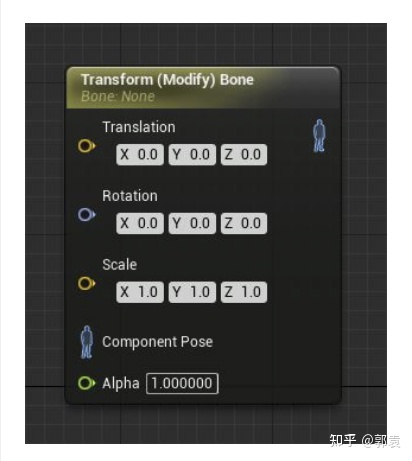 Transform (Modify) Bone
Bone: None
Translation
X 0.0 Y 0.0 Z 0.0
Rotation
X 0.0 Y 0.0 Z 0.0
Scale
X 1.0 Y 1.0 Z 1.0
Component Pose
Alpha 1.000000
知乎 @郭袁